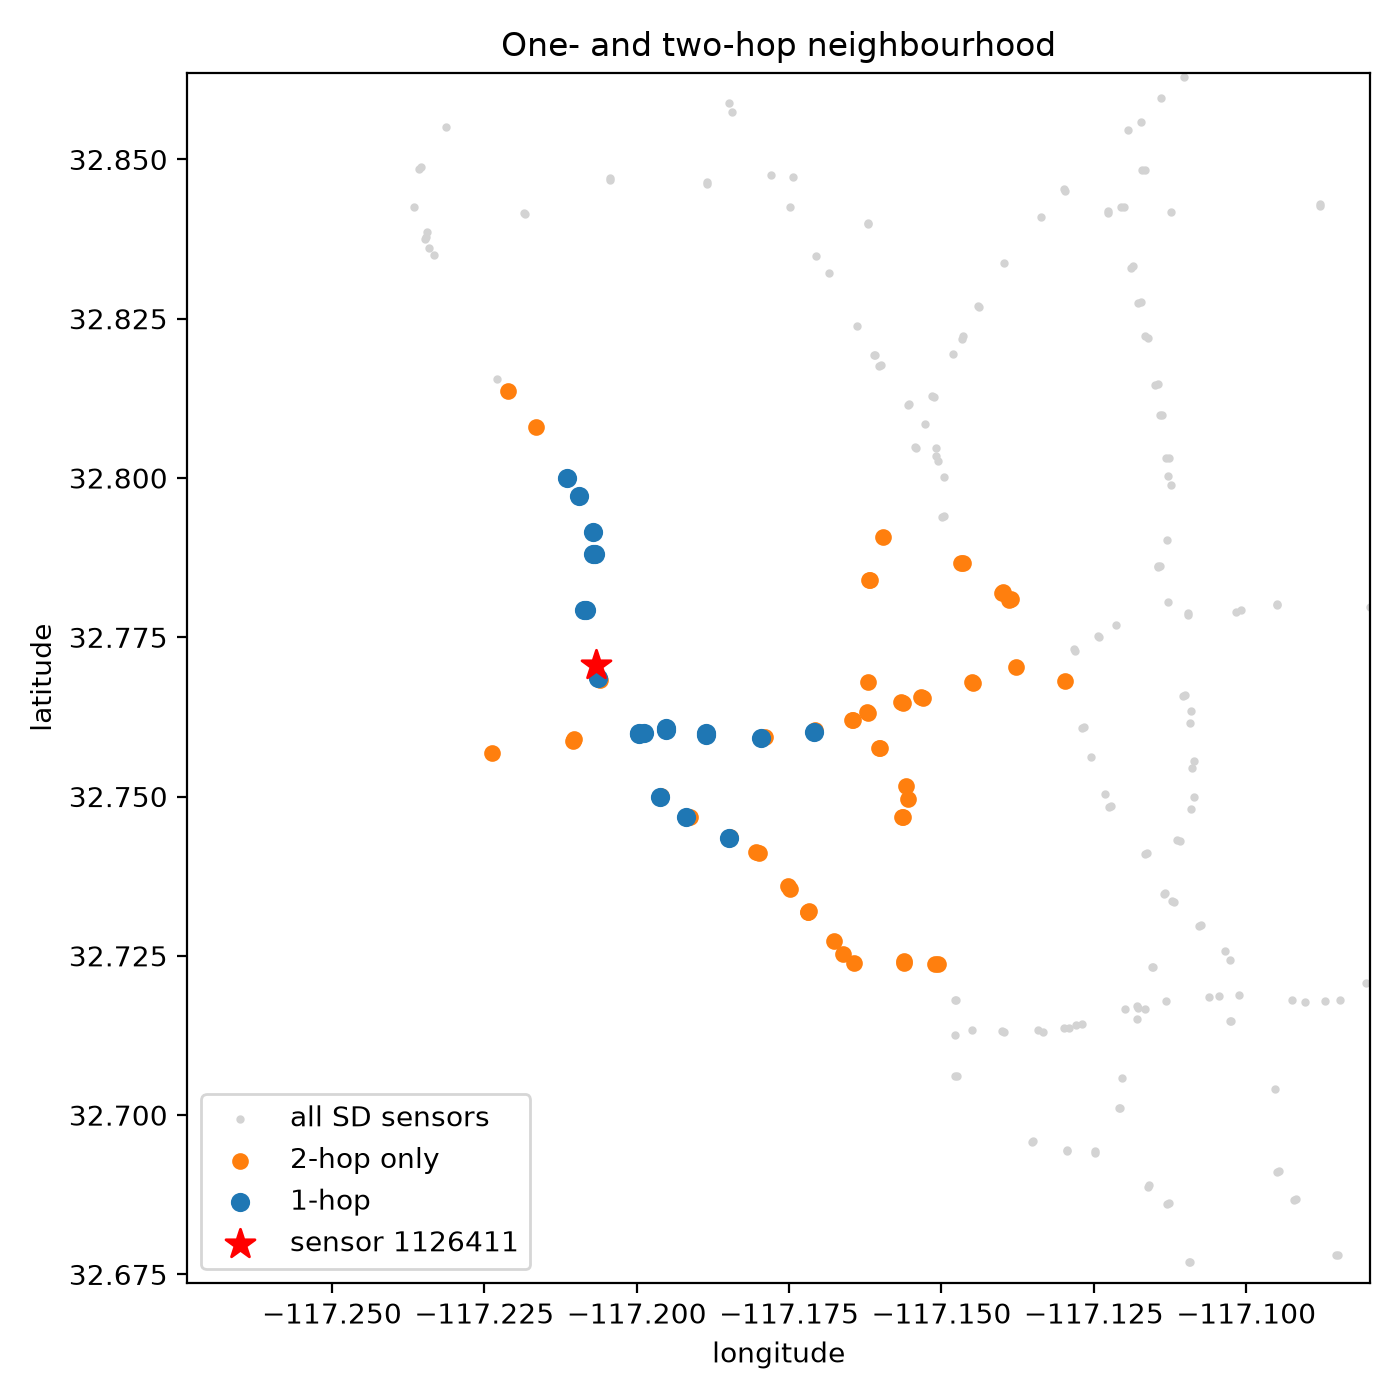 One- and two-hop neighbourhood
32.850
32.825
32.800
32.775
32.750
32.725
32.700
32.675
latitude
all SD sensors
2-hop only
1-hop
sensor 1126411
−117.250 −117.225 −117.200 −117.175 −117.150 −117.125 −117.100
longitude